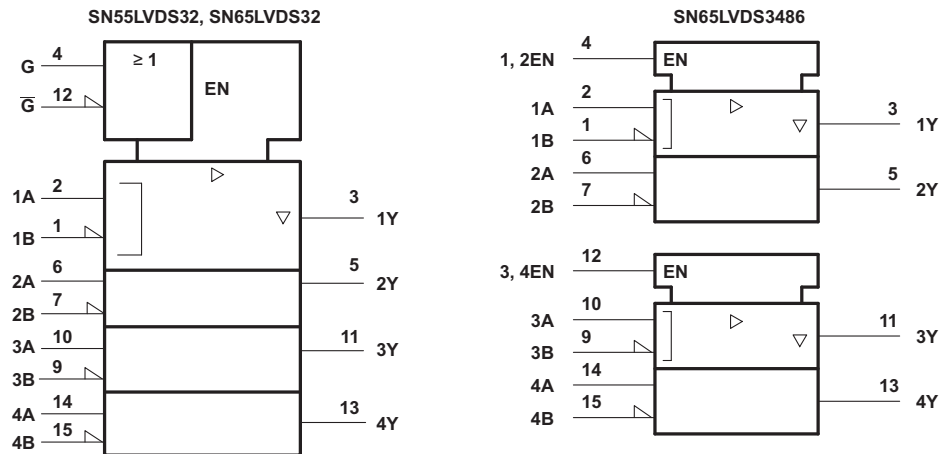 SN55LVDS32, SN65LVDS32
G 4
≥ 1
EN
G̅ 12
1A 2
3 1Y
1B 1
2A 6
5 2Y
2B 7
3A 10
11 3Y
3B 9
4A 14
13 4Y
4B 15
SN65LVDS3486
1, 2EN 4 EN
1A 2
3 1Y
1B 1
2A 6
5 2Y
2B 7
3, 4EN 12 EN
3A 10
11 3Y
3B 9
4A 14
13 4Y
4B 15